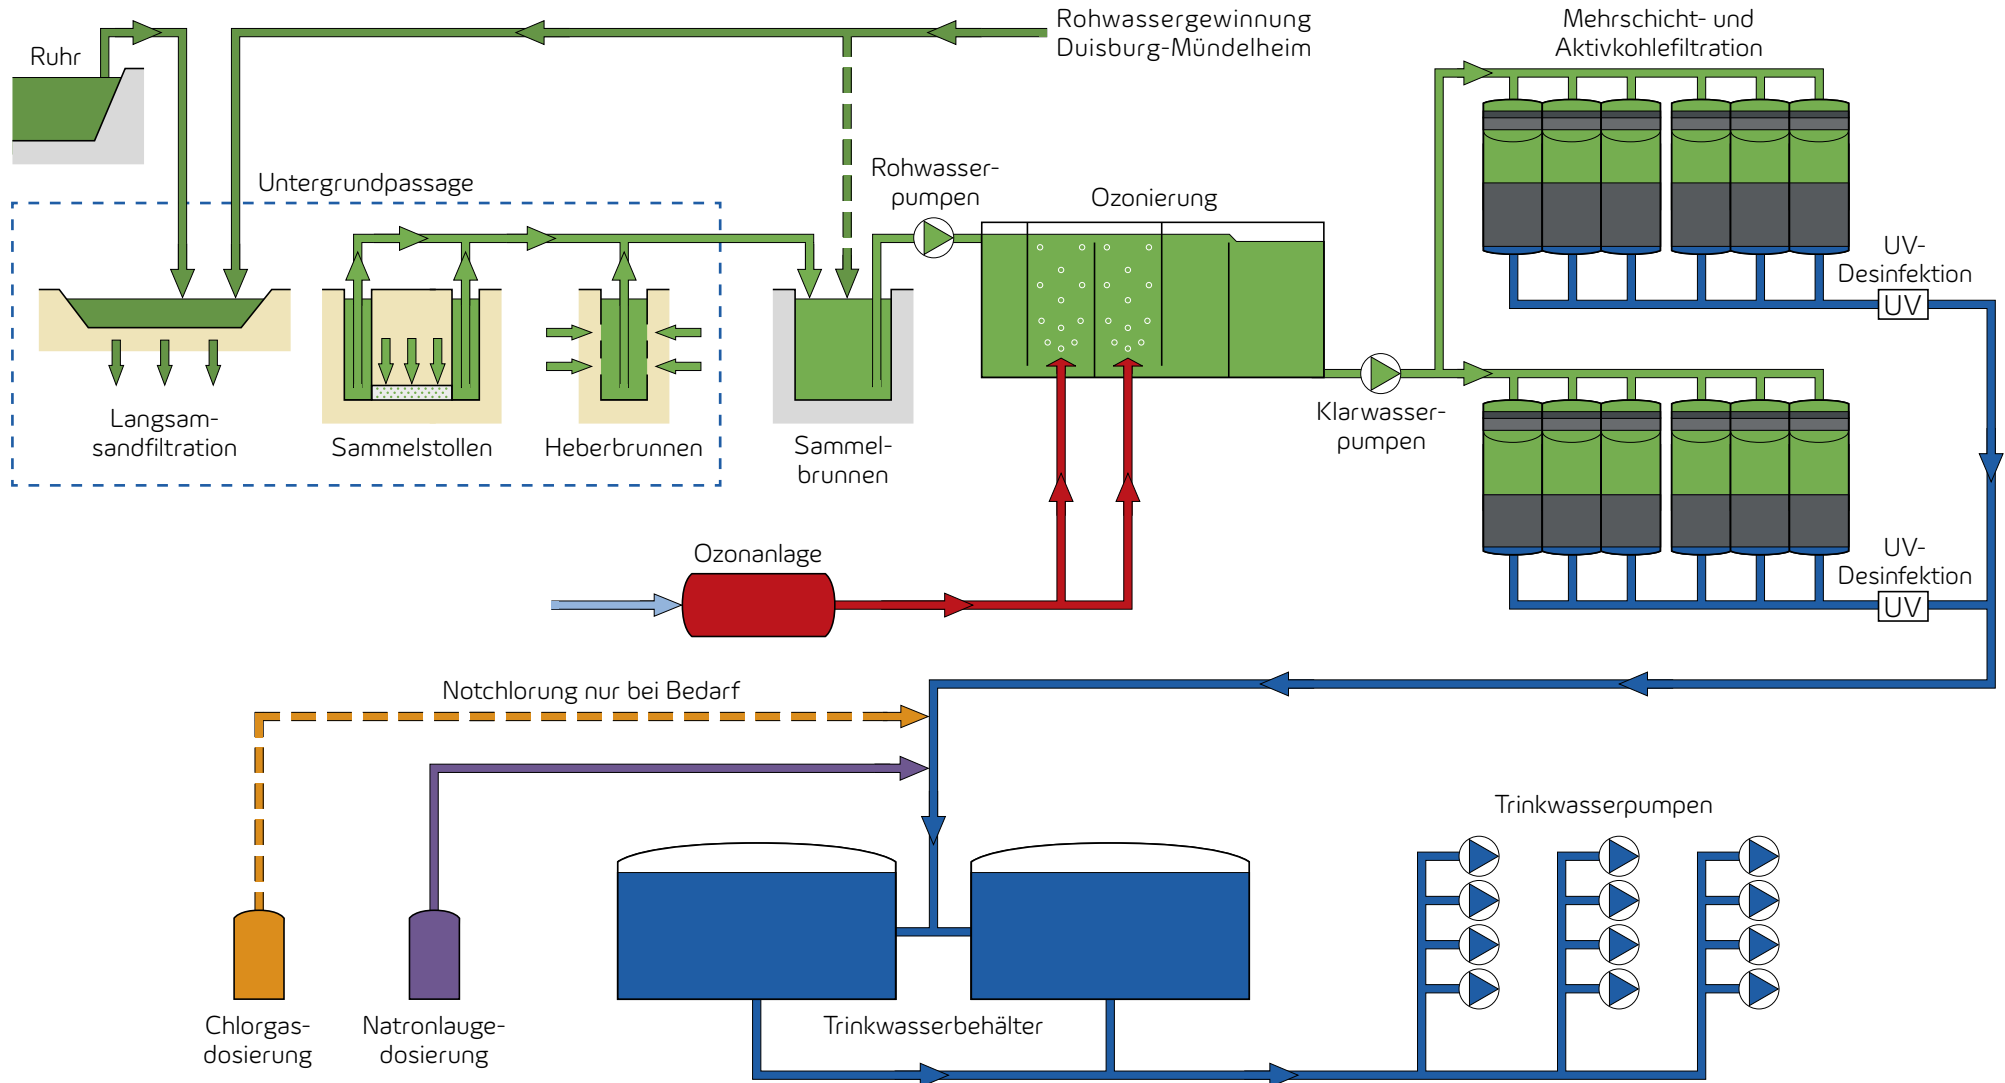 Ruhr
Rohwassergewinnung
Duisburg-Mündelheim
Mehrschicht- und
Aktivkohlefiltration
Untergrundpassage
Rohwasser-
pumpen
Ozonierung
UV-
Desinfektion
UV
Langsam-
sandfiltration
Sammelstollen
Heberbrunnen
Sammel-
brunnen
Klarwasser-
pumpen
Ozonanlage
UV-
Desinfektion
UV
Notchlorung nur bei Bedarf
Trinkwasserpumpen
Chlorgas-
dosierung
Natronlauge-
dosierung
Trinkwasserbehälter